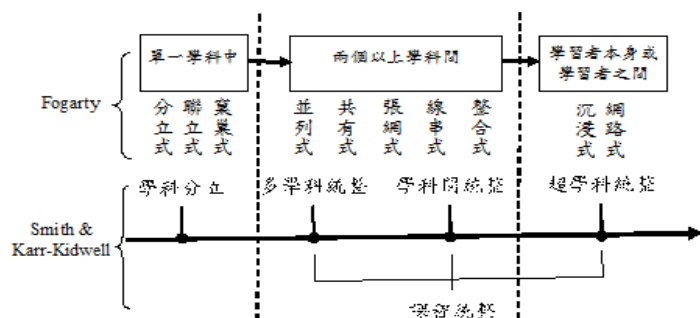 單一學科中
兩個以上學科間
學習者本身或
學習者之間
Fogarty
分立式
聯立式
窠巢式
並列式
共有式
張網式
線串式
整合式
沉浸式
網路式
學科分立
多學科統整
學科間統整
超學科統整
Smith &
Karr-Kidwell
課程統整